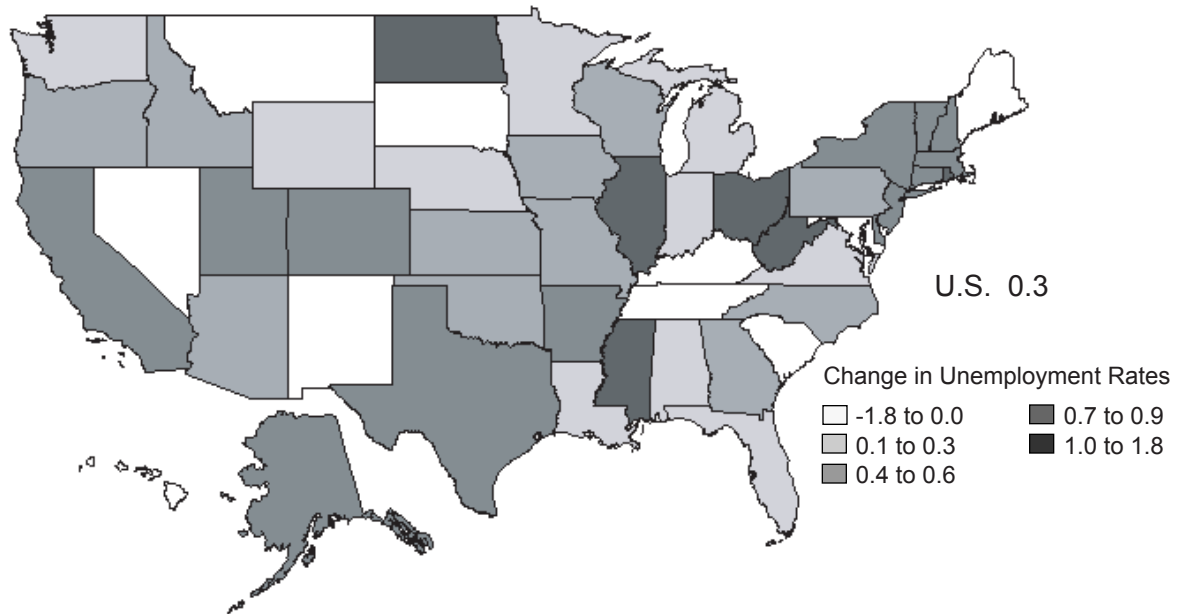 U.S. 0.3
Change in Unemployment Rates
-1.8 to 0.0
0.1 to 0.3
0.4 to 0.6
0.7 to 0.9
1.0 to 1.8